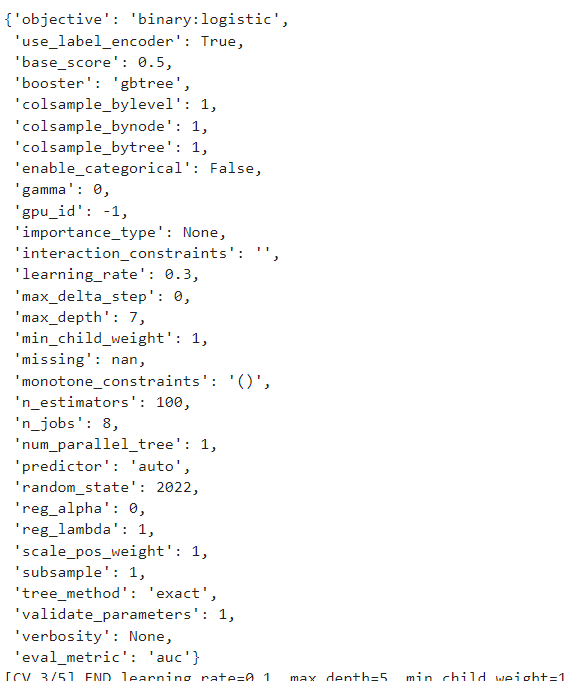 {'objective': 'binary:logistic',
'use_label_encoder': True,
'base_score': 0.5,
'booster': 'gbtree',
'colsample_bylevel': 1,
'colsample_bynode': 1,
'colsample_bytree': 1,
'enable_categorical': False,
'gamma': 0,
'gpu_id': -1,
'importance_type': None,
'interaction_constraints': '',
'learning_rate': 0.3,
'max_delta_step': 0,
'max_depth': 7,
'min_child_weight': 1,
'missing': nan,
'monotone_constraints': '()',
'n_estimators': 100,
'n_jobs': 8,
'num_parallel_tree': 1,
'predictor': 'auto',
'random_state': 2022,
'reg_alpha': 0,
'reg_lambda': 1,
'scale_pos_weight': 1,
'subsample': 1,
'tree_method': 'exact',
'validate_parameters': 1,
'verbosity': None,
'eval_metric': 'auc'}
[CV 3/5] END learning_rate=0.1, max_depth=5, min_child_weight=1